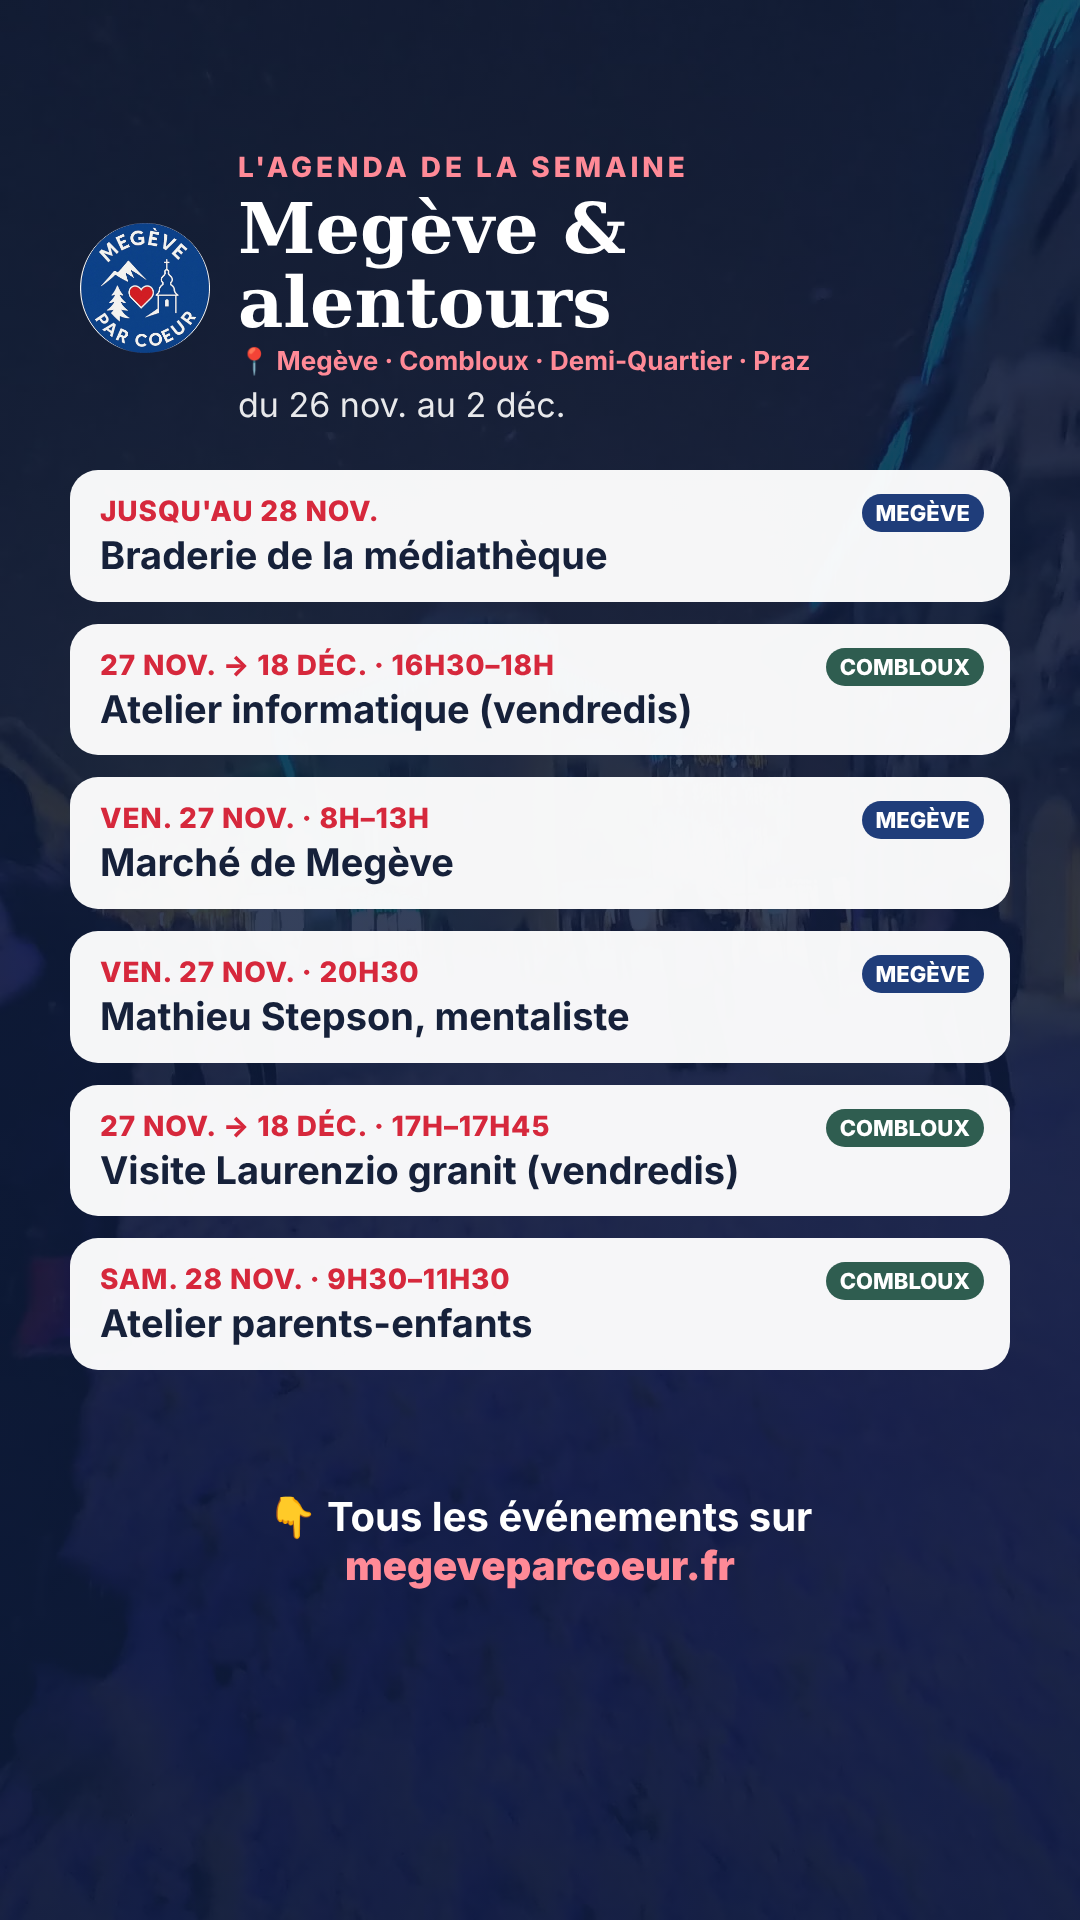 L'AGENDA DE LA SEMAINE
Megève &
alentours
MEGÈVE
PAR COEUR
📍 Megève · Combloux · Demi-Quartier · Praz
du 26 nov. au 2 déc.
JUSQU'AU 28 NOV.
MEGÈVE
Braderie de la médiathèque
27 NOV. → 18 DÉC. · 16H30–18H
COMBLOUX
Atelier informatique (vendredis)
VEN. 27 NOV. · 8H–13H
MEGÈVE
Marché de Megève
VEN. 27 NOV. · 20H30
MEGÈVE
Mathieu Stepson, mentaliste
27 NOV. → 18 DÉC. · 17H–17H45
COMBLOUX
Visite Laurenzio granit (vendredis)
SAM. 28 NOV. · 9H30–11H30
COMBLOUX
Atelier parents-enfants
👇 Tous les événements sur
megeveparcoeur.fr